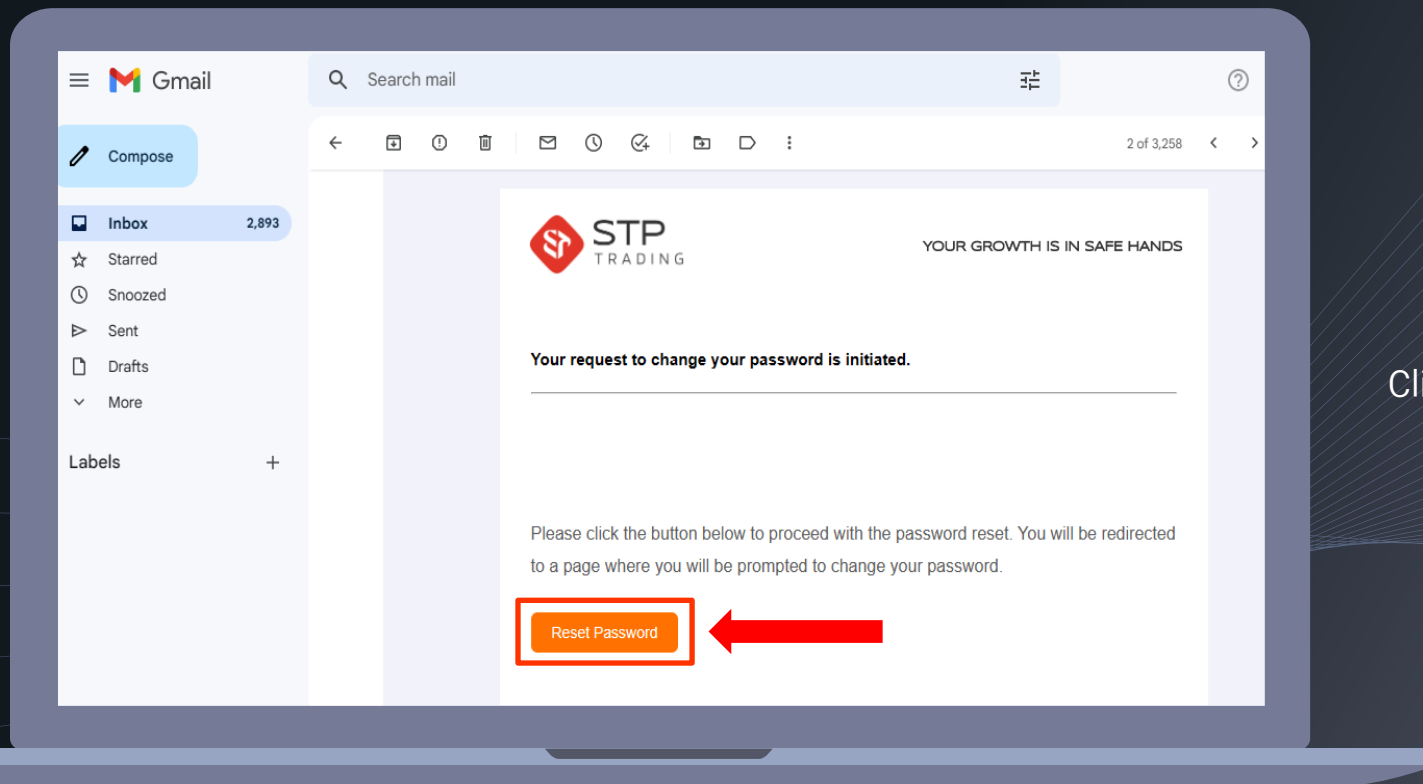 Gmail
Search mail
Compose
2 of 3,258
Inbox 2,893
Starred
Snoozed
Sent
Drafts
More
Labels
STP
TRADING
YOUR GROWTH IS IN SAFE HANDS
Your request to change your password is initiated.
Please click the button below to proceed with the password reset. You will be redirected
to a page where you will be prompted to change your password.
Reset Password